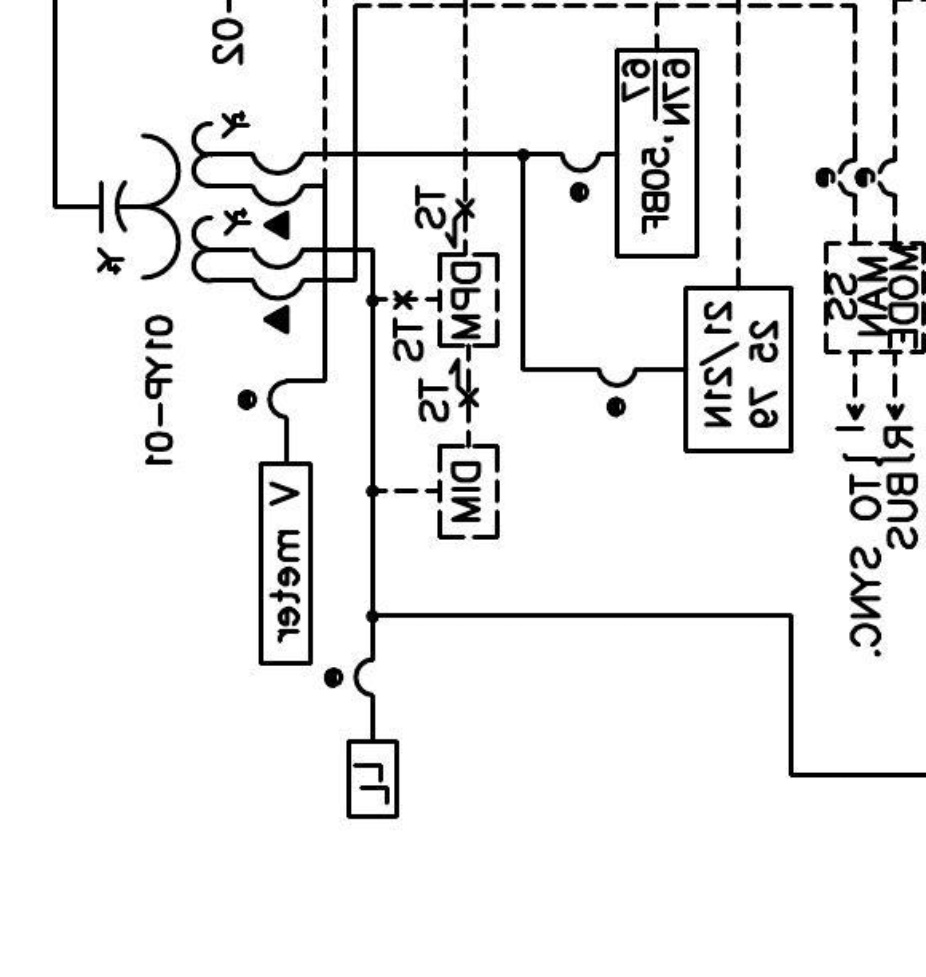 -02
Y
Y
Y
01YP-01
67N
67
,50BF
TS
TS
TS
DPM
DIM
21/21N
25 79
V meter
LL
e
e
MODE
MAN
SS
R}BUS
I }TO SYNC.